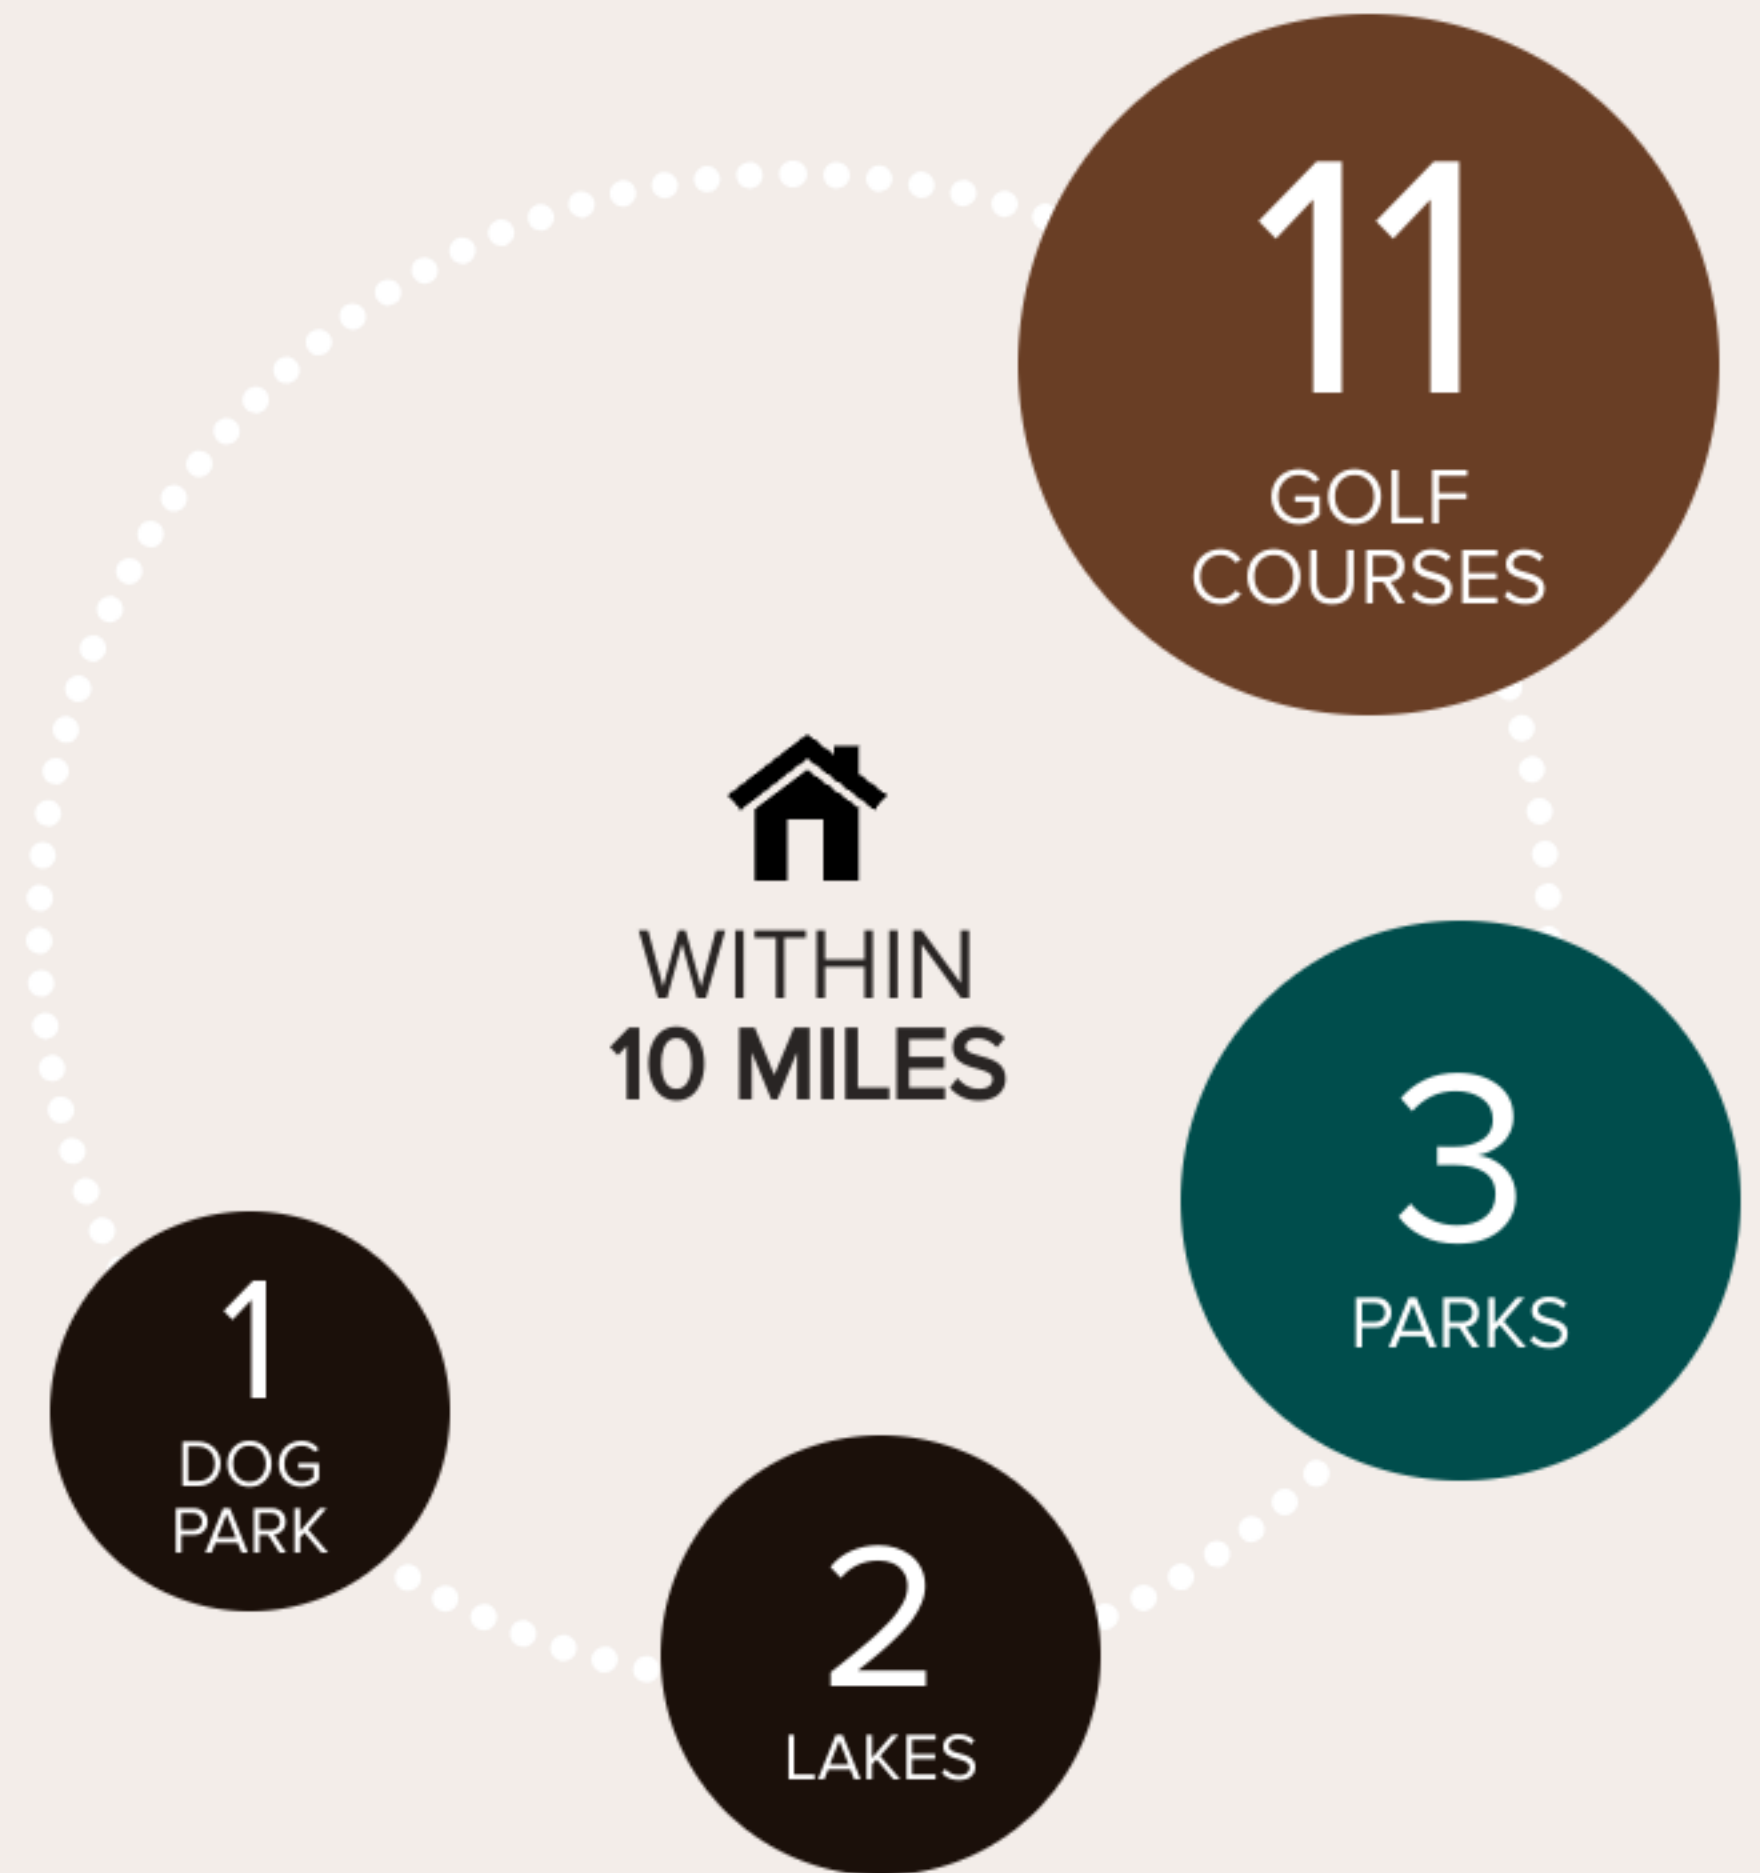 11
GOLF
COURSES
WITHIN
10 MILES
3
PARKS
1
DOG
PARK
2
LAKES